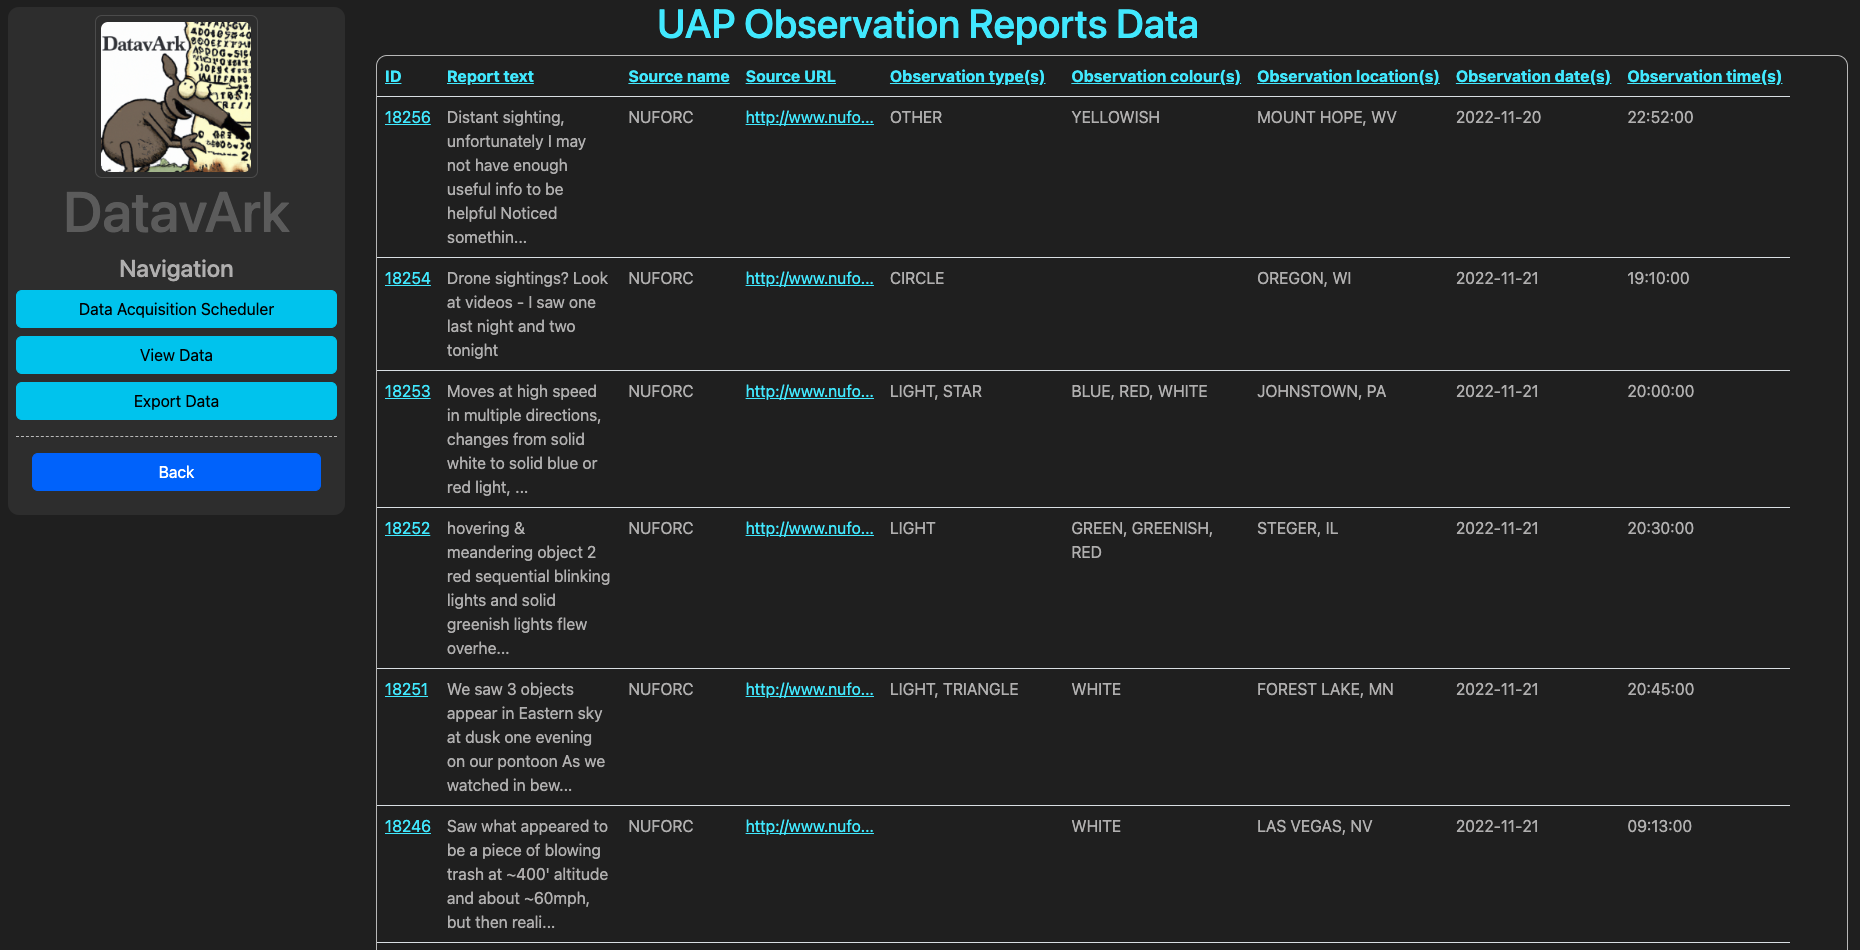 DatavArk
DatavArk
Navigation
Data Acquisition Scheduler
View Data
Export Data
Back
UAP Observation Reports Data
ID Report text Source name Source URL Observation type(s) Observation colour(s) Observation location(s) Observation date(s) Observation time(s)
18256 Distant sighting, NUFORC http://www.nufo... OTHER YELLOWISH MOUNT HOPE, WV 2022-11-20 22:52:00
unfortunately I may
not have enough
useful info to be
helpful Noticed
somethin...
18254 Drone sightings? Look NUFORC http://www.nufo... CIRCLE OREGON, WI 2022-11-21 19:10:00
at videos - I saw one
last night and two
tonight
18253 Moves at high speed NUFORC http://www.nufo... LIGHT, STAR BLUE, RED, WHITE JOHNSTOWN, PA 2022-11-21 20:00:00
in multiple directions,
changes from solid
white to solid blue or
red light, ...
18252 hovering & NUFORC http://www.nufo... LIGHT GREEN, GREENISH, STEGER, IL 2022-11-21 20:30:00
meandering object 2 RED
red sequential blinking
lights and solid
greenish lights flew
overhe...
18251 We saw 3 objects NUFORC http://www.nufo... LIGHT, TRIANGLE WHITE FOREST LAKE, MN 2022-11-21 20:45:00
appear in Eastern sky
at dusk one evening
on our pontoon As we
watched in bew...
18246 Saw what appeared to NUFORC http://www.nufo... WHITE LAS VEGAS, NV 2022-11-21 09:13:00
be a piece of blowing
trash at ~400' altitude
and about ~60mph,
but then reali...